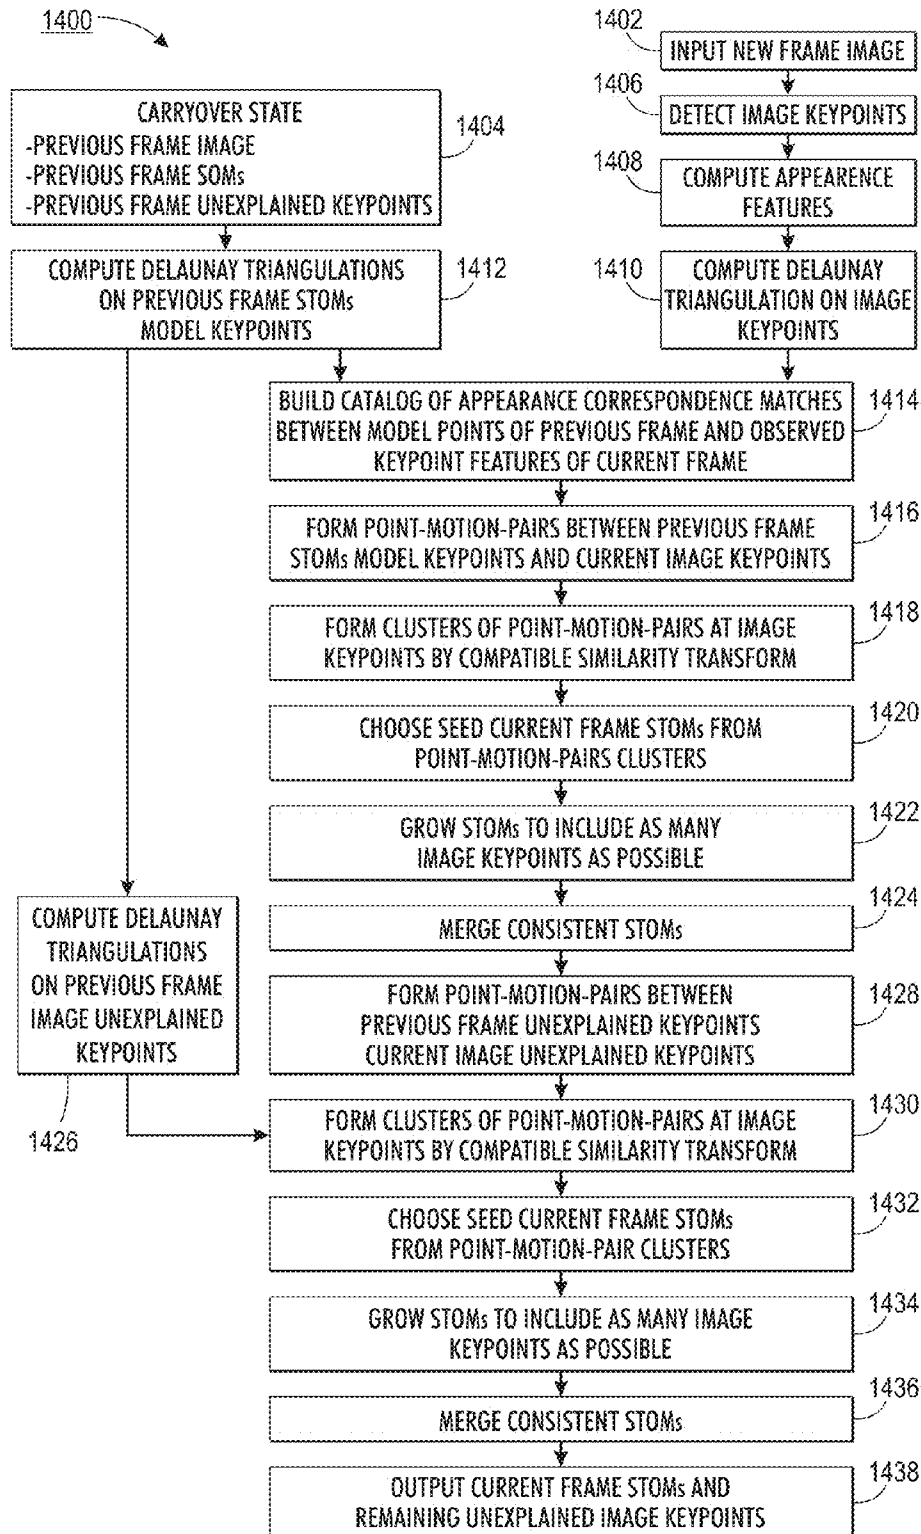 1400
1402
INPUT NEW FRAME IMAGE
1406
DETECT IMAGE KEYPOINTS
1408
COMPUTE APPEARENCE
FEATURES
1410
COMPUTE DELAUNAY
TRIANGULATION ON IMAGE
KEYPOINTS
CARRYOVER STATE
-PREVIOUS FRAME IMAGE
-PREVIOUS FRAME SOMs
-PREVIOUS FRAME UNEXPLAINED KEYPOINTS
1404
COMPUTE DELAUNAY TRIANGULATIONS
ON PREVIOUS FRAME STOMs
MODEL KEYPOINTS
1412
BUILD CATALOG OF APPEARANCE CORRESPONDENCE MATCHES
BETWEEN MODEL POINTS OF PREVIOUS FRAME AND OBSERVED
KEYPOINT FEATURES OF CURRENT FRAME
1414
FORM POINT-MOTION-PAIRS BETWEEN PREVIOUS FRAME
STOMs MODEL KEYPOINTS AND CURRENT IMAGE KEYPOINTS
1416
FORM CLUSTERS OF POINT-MOTION-PAIRS AT IMAGE
KEYPOINTS BY COMPATIBLE SIMILARITY TRANSFORM
1418
CHOOSE SEED CURRENT FRAME STOMs FROM
POINT-MOTION-PAIRS CLUSTERS
1420
GROW STOMs TO INCLUDE AS MANY
IMAGE KEYPOINTS AS POSSIBLE
1422
MERGE CONSISTENT STOMs
1424
COMPUTE DELAUNAY
TRIANGULATIONS
ON PREVIOUS FRAME
IMAGE UNEXPLAINED
KEYPOINTS
1426
FORM POINT-MOTION-PAIRS BETWEEN
PREVIOUS FRAME UNEXPLAINED KEYPOINTS
CURRENT IMAGE UNEXPLAINED KEYPOINTS
1428
FORM CLUSTERS OF POINT-MOTION-PAIRS AT IMAGE
KEYPOINTS BY COMPATIBLE SIMILARITY TRANSFORM
1430
CHOOSE SEED CURRENT FRAME STOMs
FROM POINT-MOTION-PAIR CLUSTERS
1432
GROW STOMs TO INCLUDE AS MANY IMAGE
KEYPOINTS AS POSSIBLE
1434
MERGE CONSISTENT STOMs
1436
OUTPUT CURRENT FRAME STOMs AND
REMAINING UNEXPLAINED IMAGE KEYPOINTS
1438